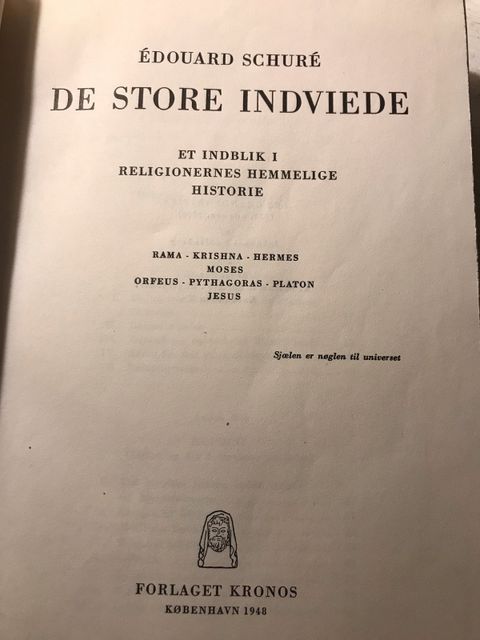 ÉDOUARD SCHURÉ
DE STORE INDVIEDE
ET INDBLIK I
RELIGIONERNES HEMMELIGE
HISTORIE
RAMA · KRISHNA · HERMES
MOSES
ORFEUS · PYTHAGORAS · PLATON
JESUS
Sjælen er nøglen til universet
FORLAGET KRONOS
KØBENHAVN 1948